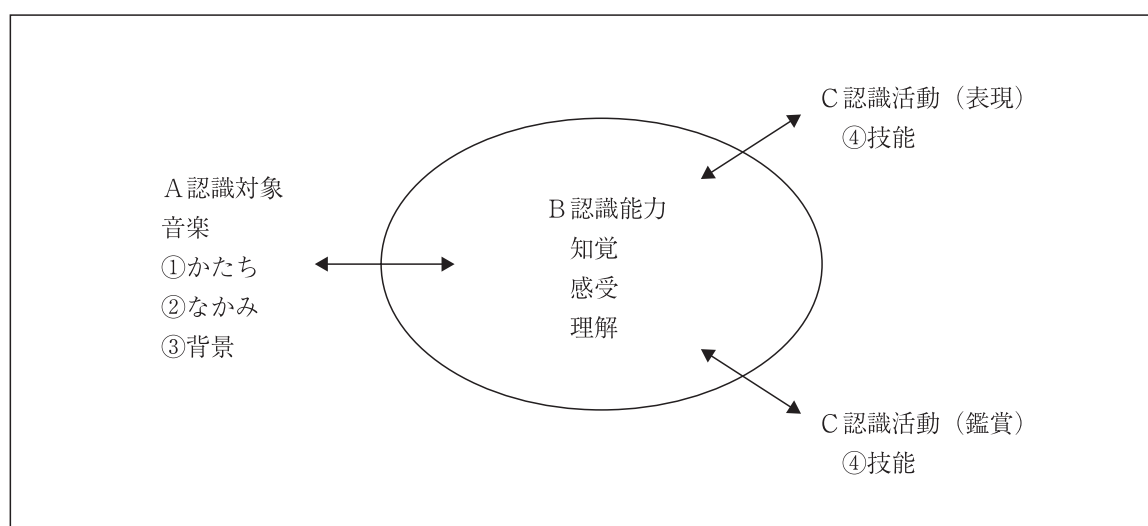 A認識対象
音楽
①かたち
②なかみ
③背景
B認識能力
知覚
感受
理解
C認識活動（表現）
④技能
C認識活動（鑑賞）
④技能